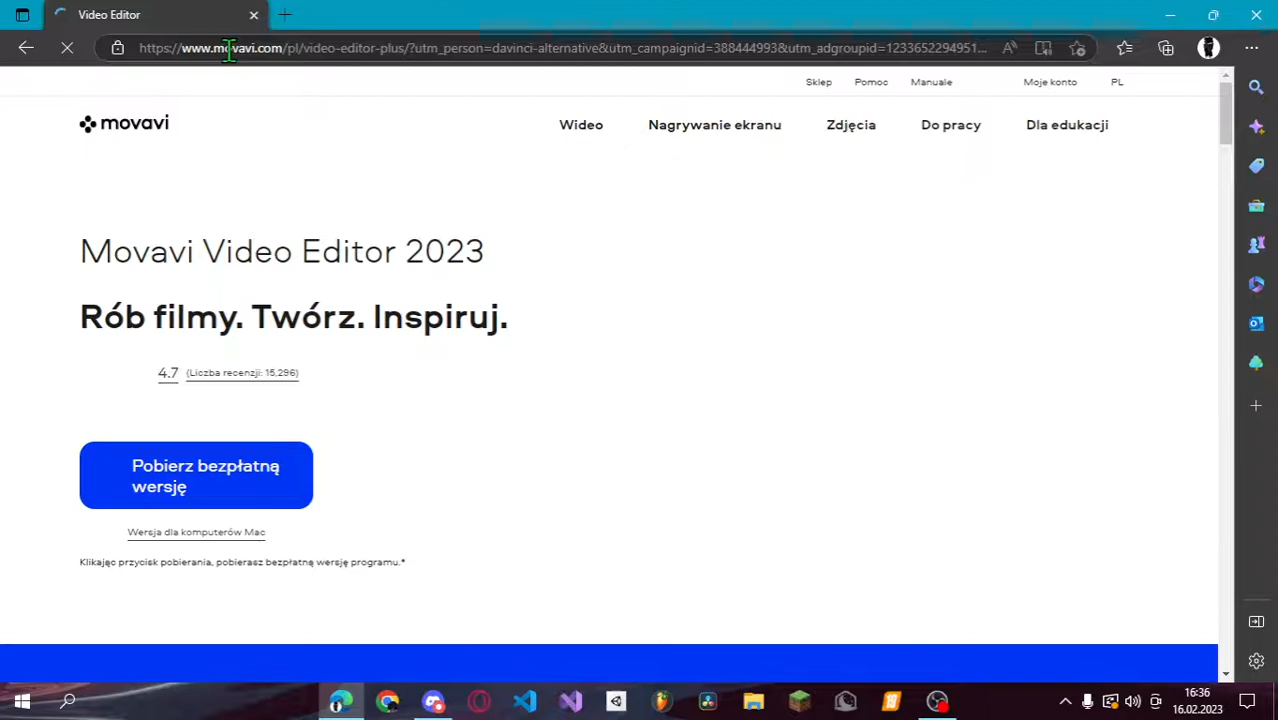 Video Editor
https://www.movavi.com/pl/video-editor-plus/?utm_person=davinci-alternative&utm_campaignid=388444993&utm_adgroupid=1233652294951...
Sklep Pomoc Manuale Moje konto PL
movavi Wideo Nagrywanie ekranu Zdjęcia Do pracy Dla edukacji
Movavi Video Editor 2023
Rób filmy. Twórz. Inspiruj.
4.7 (Liczba recenzji: 15,296)
Pobierz bezpłatną
wersję
Wersja dla komputerów Mac
Klikając przycisk pobierania, pobierasz bezpłatną wersję programu.*
16:36
16.02.2023